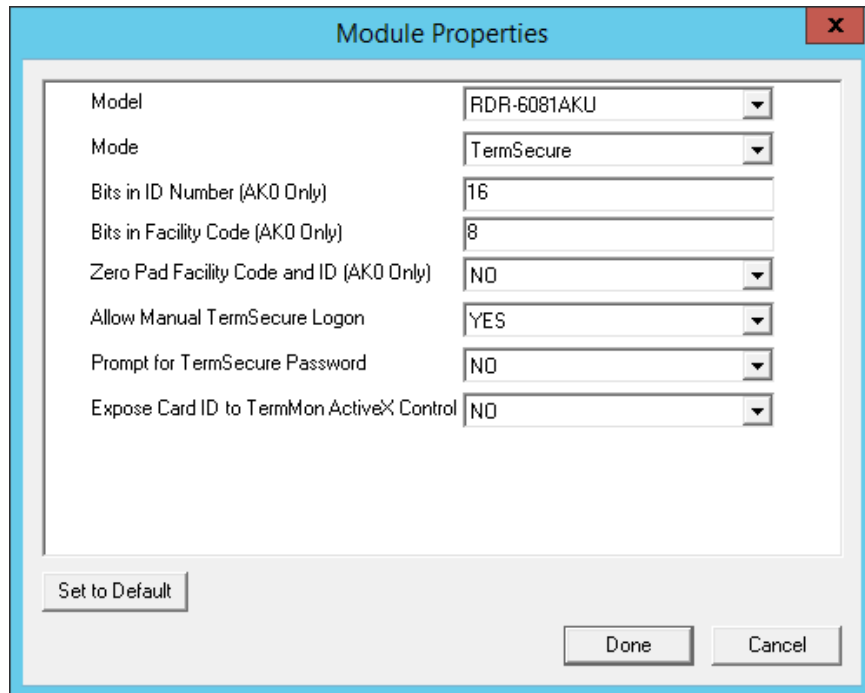 Module Properties
x
Model RDR-6081AKU
Mode TermSecure
Bits in ID Number (AK0 Only) 16
Bits in Facility Code (AK0 Only) 8
Zero Pad Facility Code and ID (AK0 Only) NO
Allow Manual TermSecure Logon YES
Prompt for TermSecure Password NO
Expose Card ID to TermMon ActiveX Control NO
Set to Default
Done Cancel